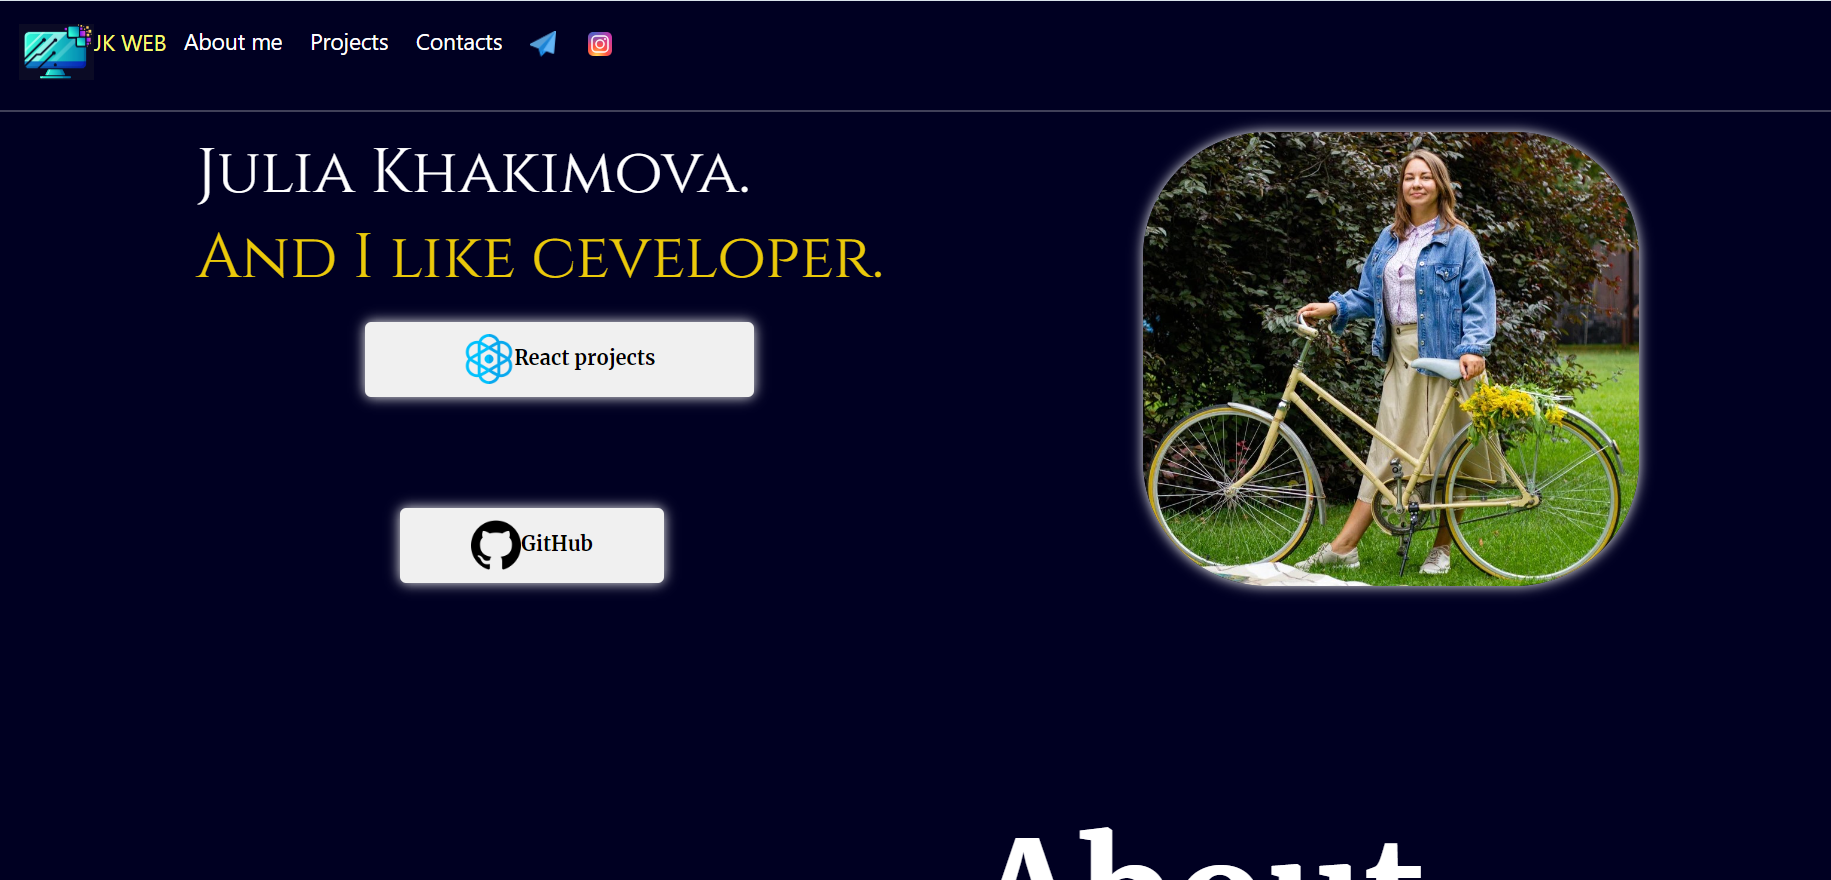 JK WEB About me Projects Contacts
Julia Khakimova.
And I like ceveloper.
React projects
GitHub
About